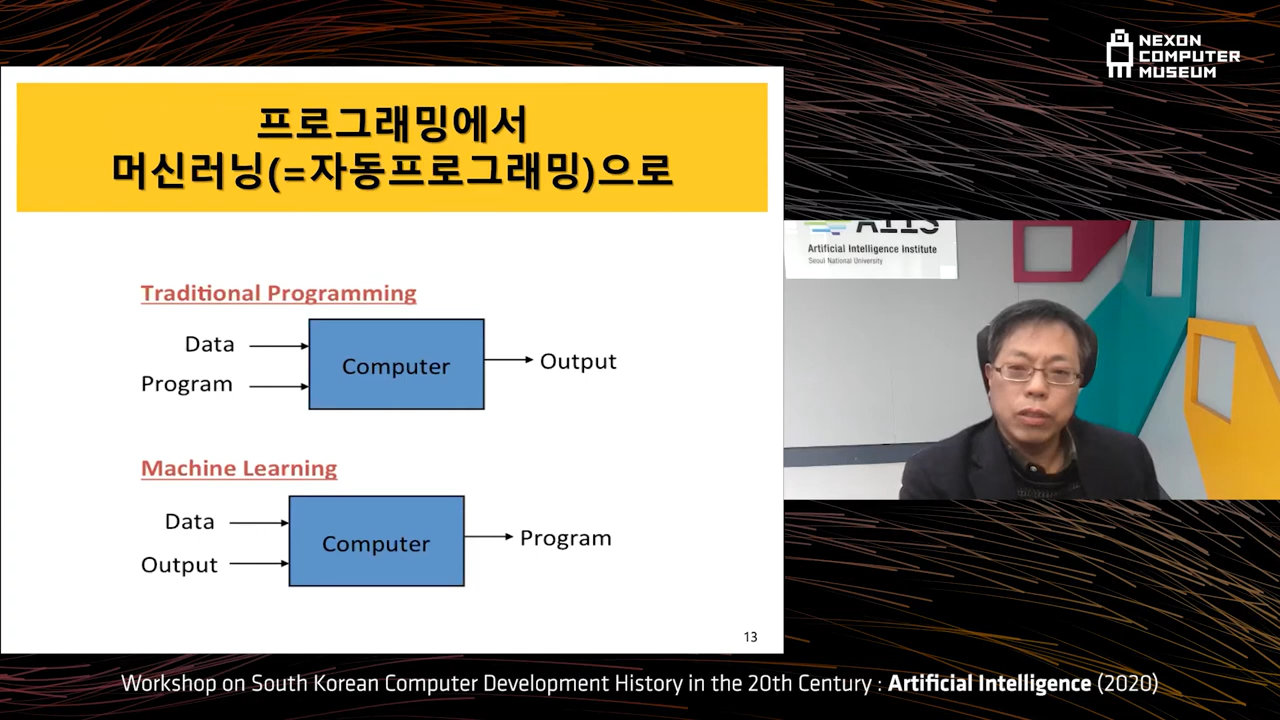 NEXON
COMPUTER
MUSEUM
프로그래밍에서
머신러닝(=자동프로그래밍)으로
Traditional Programming
Data
Program
Computer
Output
Machine Learning
Data
Output
Computer
Program
13
AIIS
Artificial Intelligence Institute
Seoul National University
Workshop on South Korean Computer Development History in the 20th Century : Artificial Intelligence (2020)